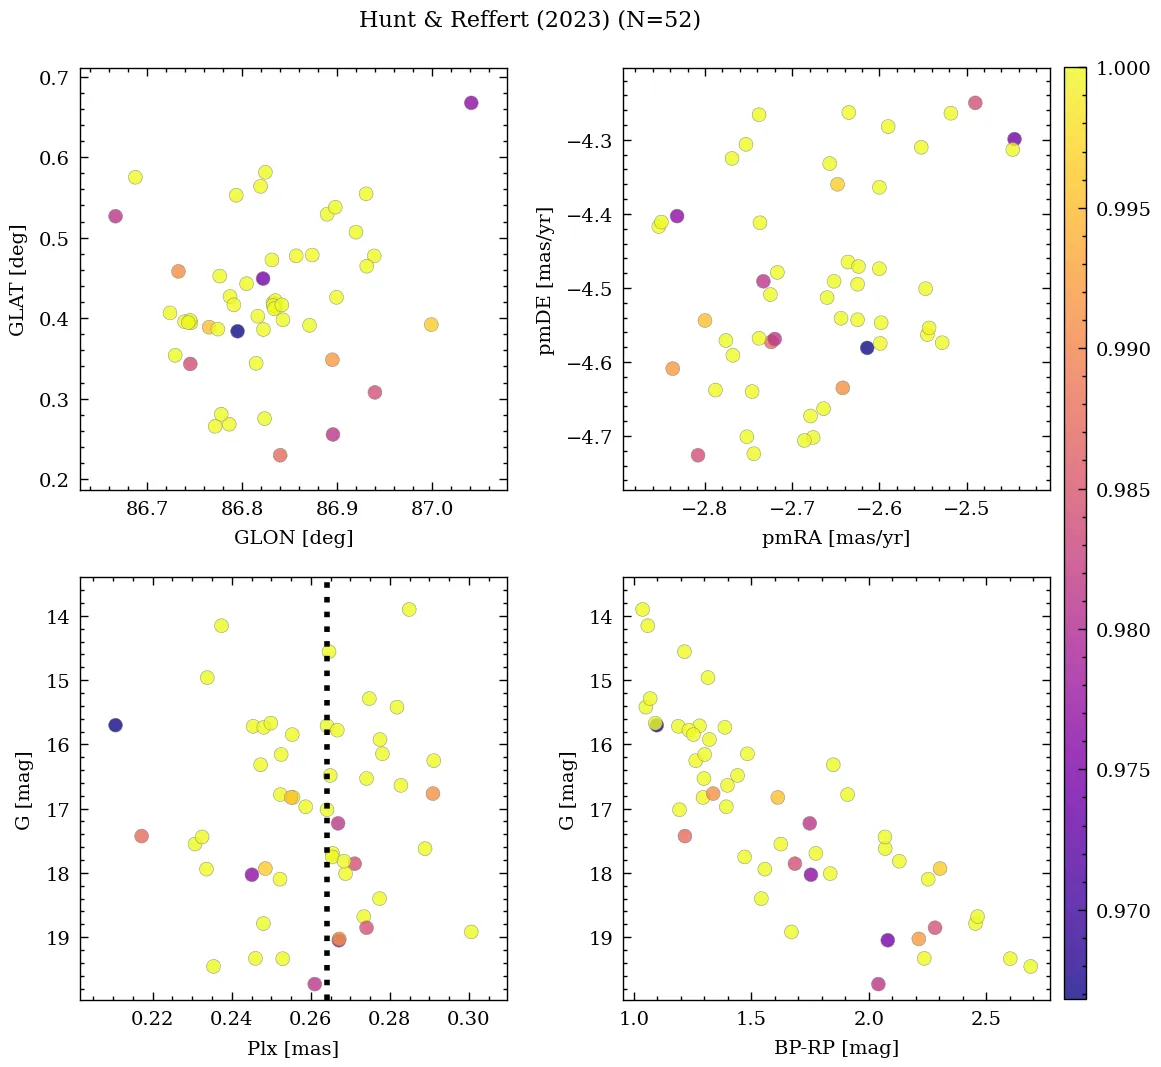 Hunt & Reffert (2023) (N=52)
0.7
0.6
0.5
0.4
0.3
0.2
GLAT [deg]
86.7 86.8 86.9 87.0
GLON [deg]
−4.3
−4.4
−4.5
−4.6
−4.7
pmDE [mas/yr]
−2.8 −2.7 −2.6 −2.5
pmRA [mas/yr]
14
15
16
17
18
19
G [mag]
0.22 0.24 0.26 0.28 0.30
Plx [mas]
14
15
16
17
18
19
G [mag]
1.0 1.5 2.0 2.5
BP-RP [mag]
1.000
0.995
0.990
0.985
0.980
0.975
0.970